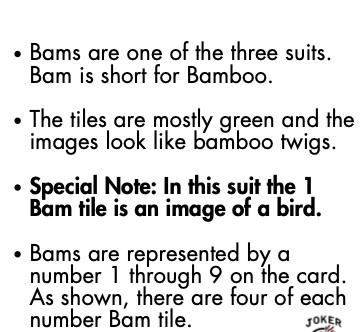 • Bams are one of the three suits.
Bam is short for Bamboo.
• The tiles are mostly green and the
images look like bamboo twigs.
• Special Note: In this suit the 1
Bam tile is an image of a bird.
• Bams are represented by a
number 1 through 9 on the card.
As shown, there are four of each
number Bam tile.
JOKER